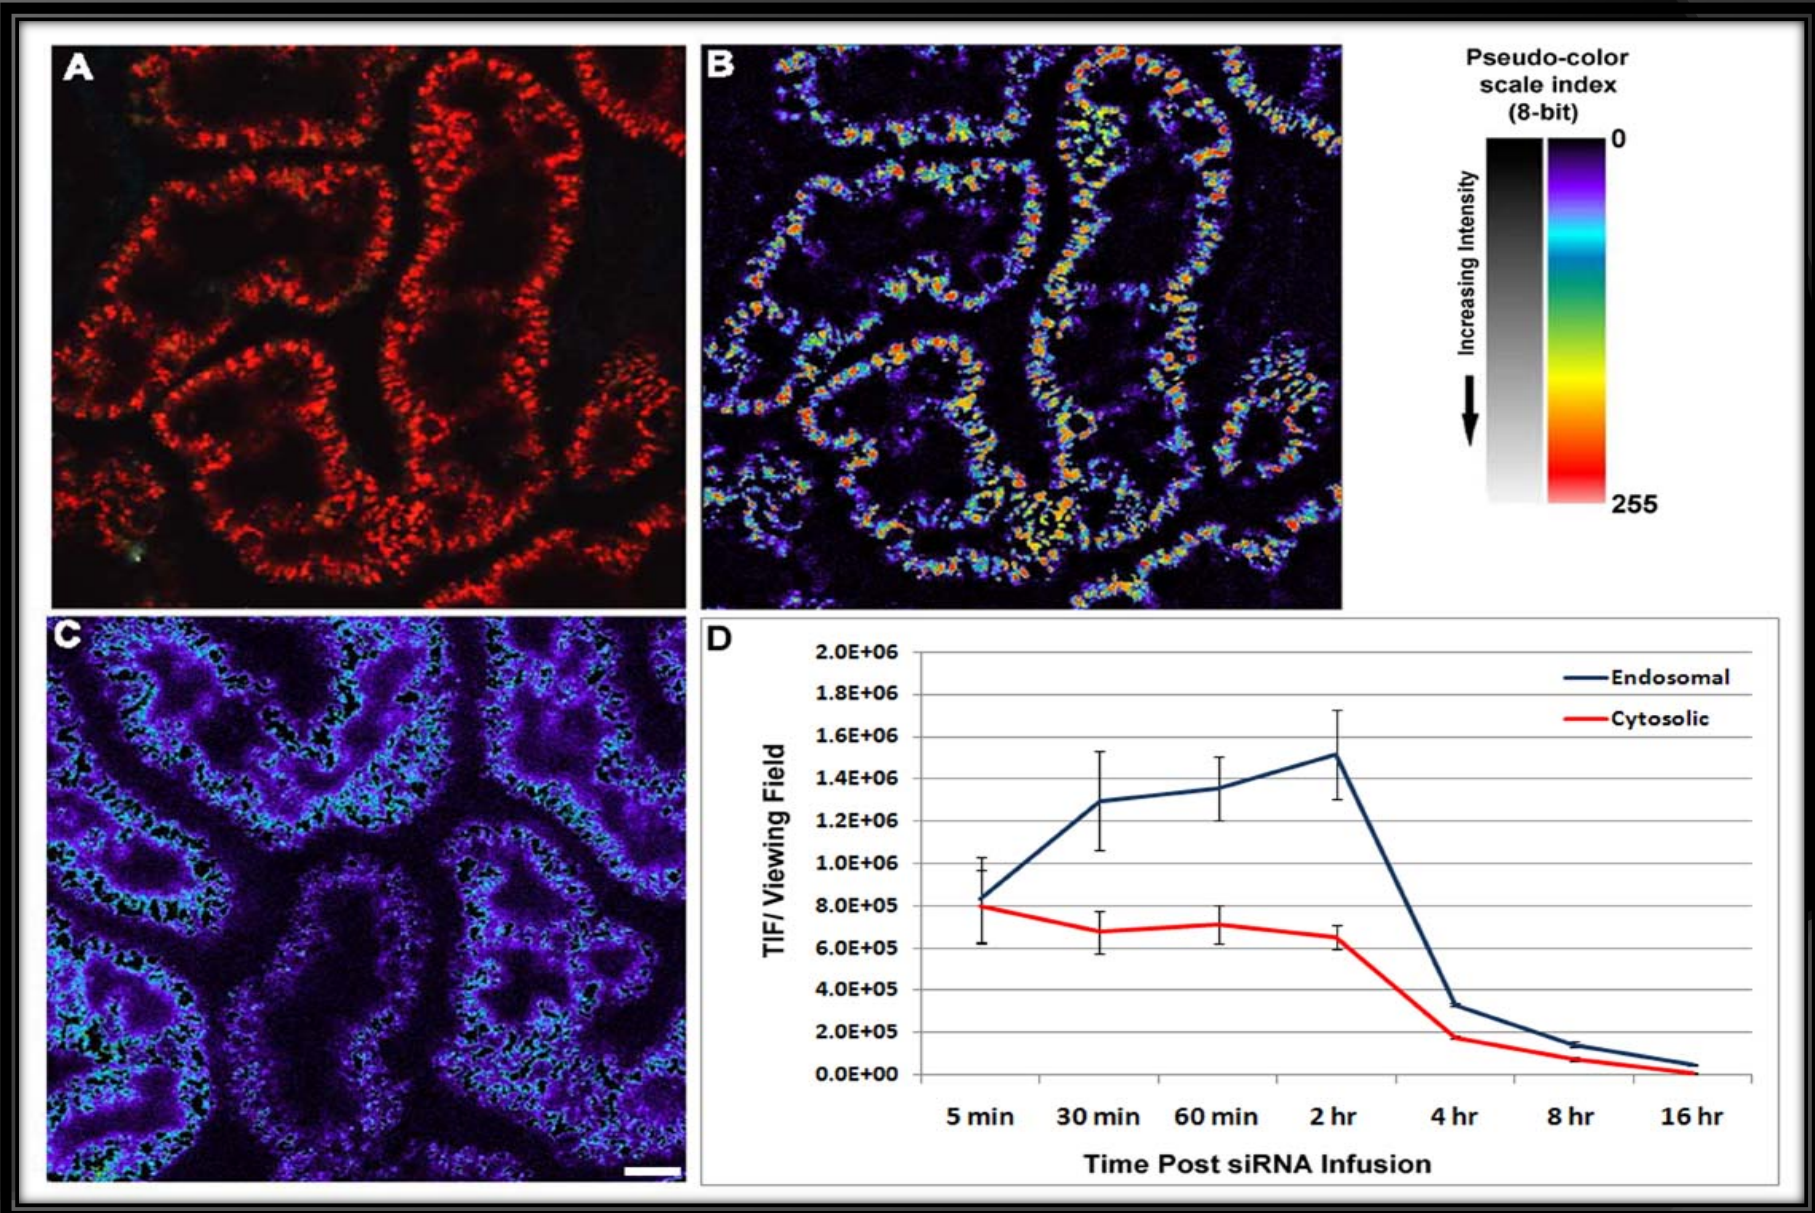 A
B
Pseudo-color
scale index
(8-bit)
0
Increasing Intensity
255
C
D
2.0E+06
1.8E+06
1.6E+06
1.4E+06
1.2E+06
1.0E+06
8.0E+05
6.0E+05
4.0E+05
2.0E+05
0.0E+00
TIF/ Viewing Field
Endosomal
Cytosolic
5 min 30 min 60 min 2 hr 4 hr 8 hr 16 hr
Time Post siRNA Infusion